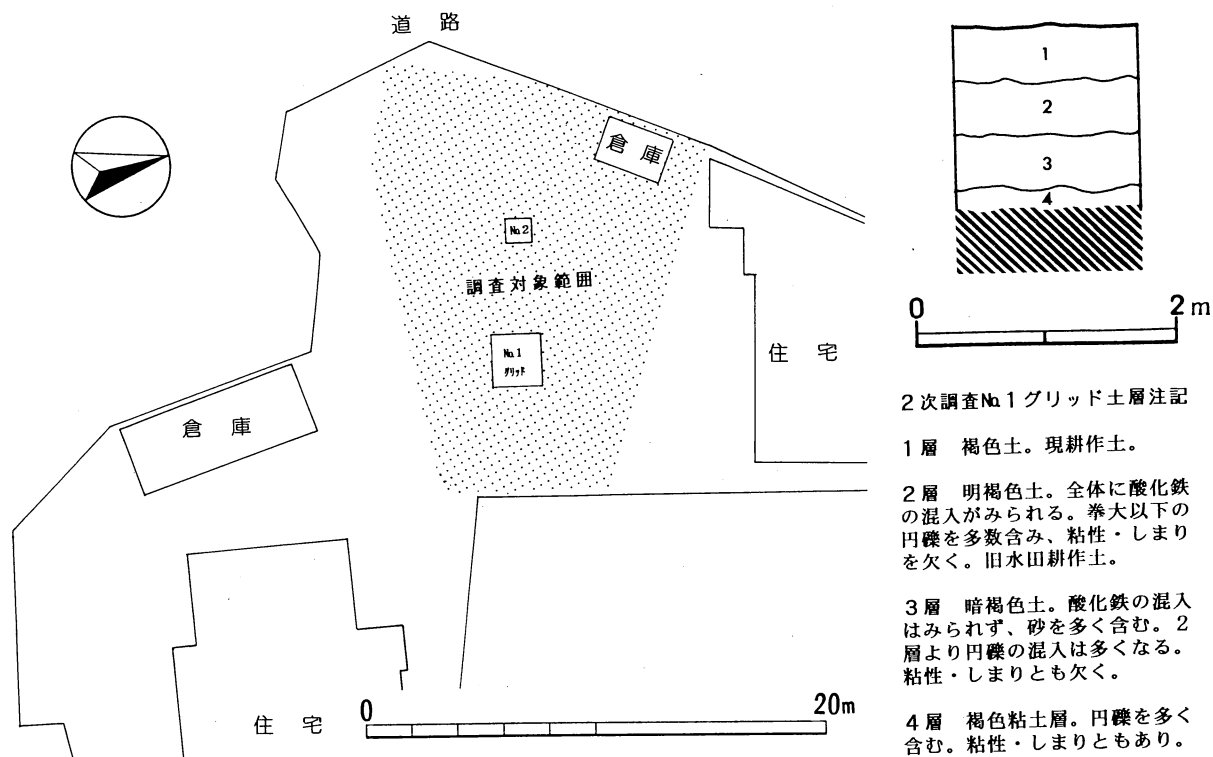 道 路
倉 庫
No.2
調査対象範囲
No.1
グリッド
住 宅
倉 庫
住 宅
0 20m
1
2
3
4
0 2m
2次調査No.1グリッド土層注記
1層 褐色土。現耕作土。
2層 明褐色土。全体に酸化鉄
の混入がみられる。拳大以下の
円礫を多数含み、粘性・しまり
を欠く。旧水田耕作土。
3層 暗褐色土。酸化鉄の混入
はみられず、砂を多く含む。2
層より円礫の混入は多くなる。
粘性・しまりとも欠く。
4層 褐色粘土層。円礫を多く
含む。粘性・しまりともあり。